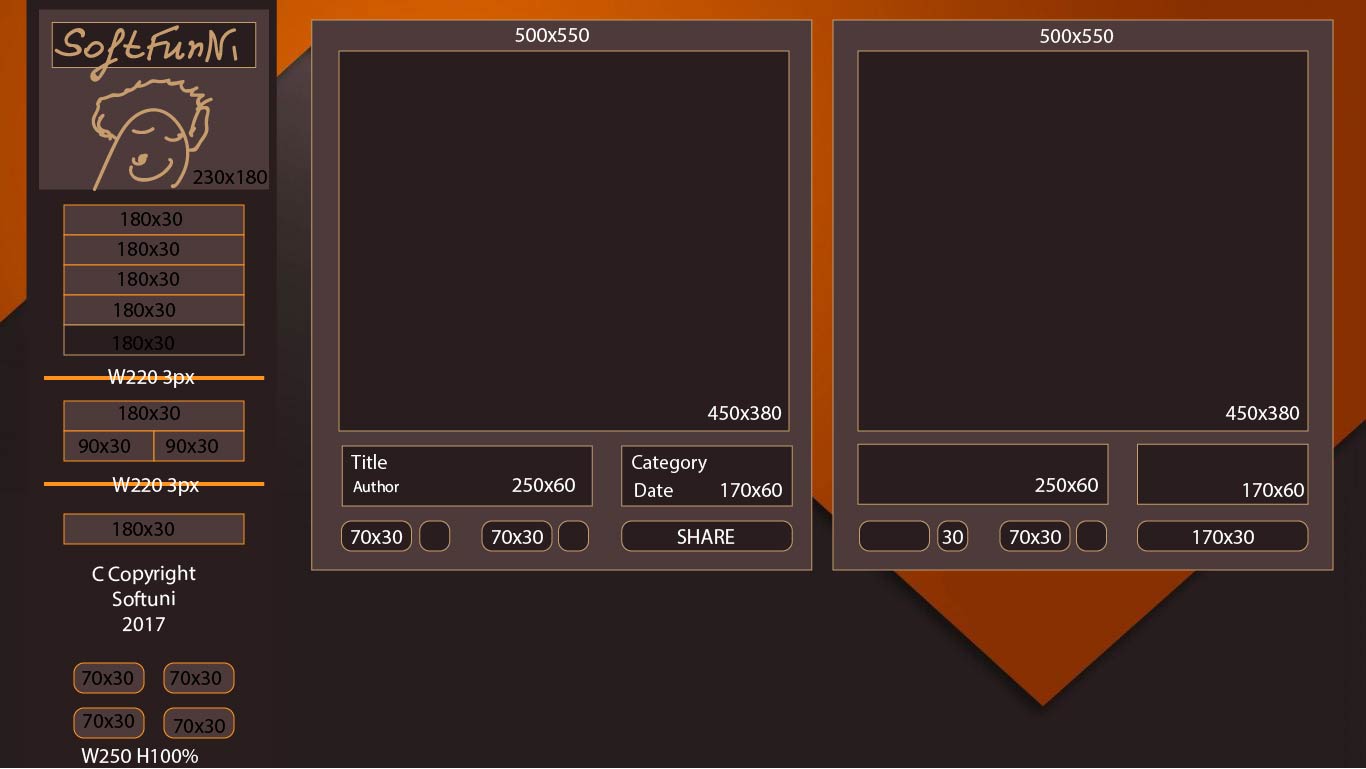 SoftFunNi
230x180
180x30
180x30
180x30
180x30
180x30
W220 3px
180x30
90x30 90x30
W220 3px
180x30
C Copyright
Softuni
2017
70x30 70x30
70x30 70x30
W250 H100%
500x550
450x380
Title
Author 250x60
Category
Date 170x60
70x30 70x30 SHARE
500x550
450x380
250x60 170x60
30 70x30 170x30